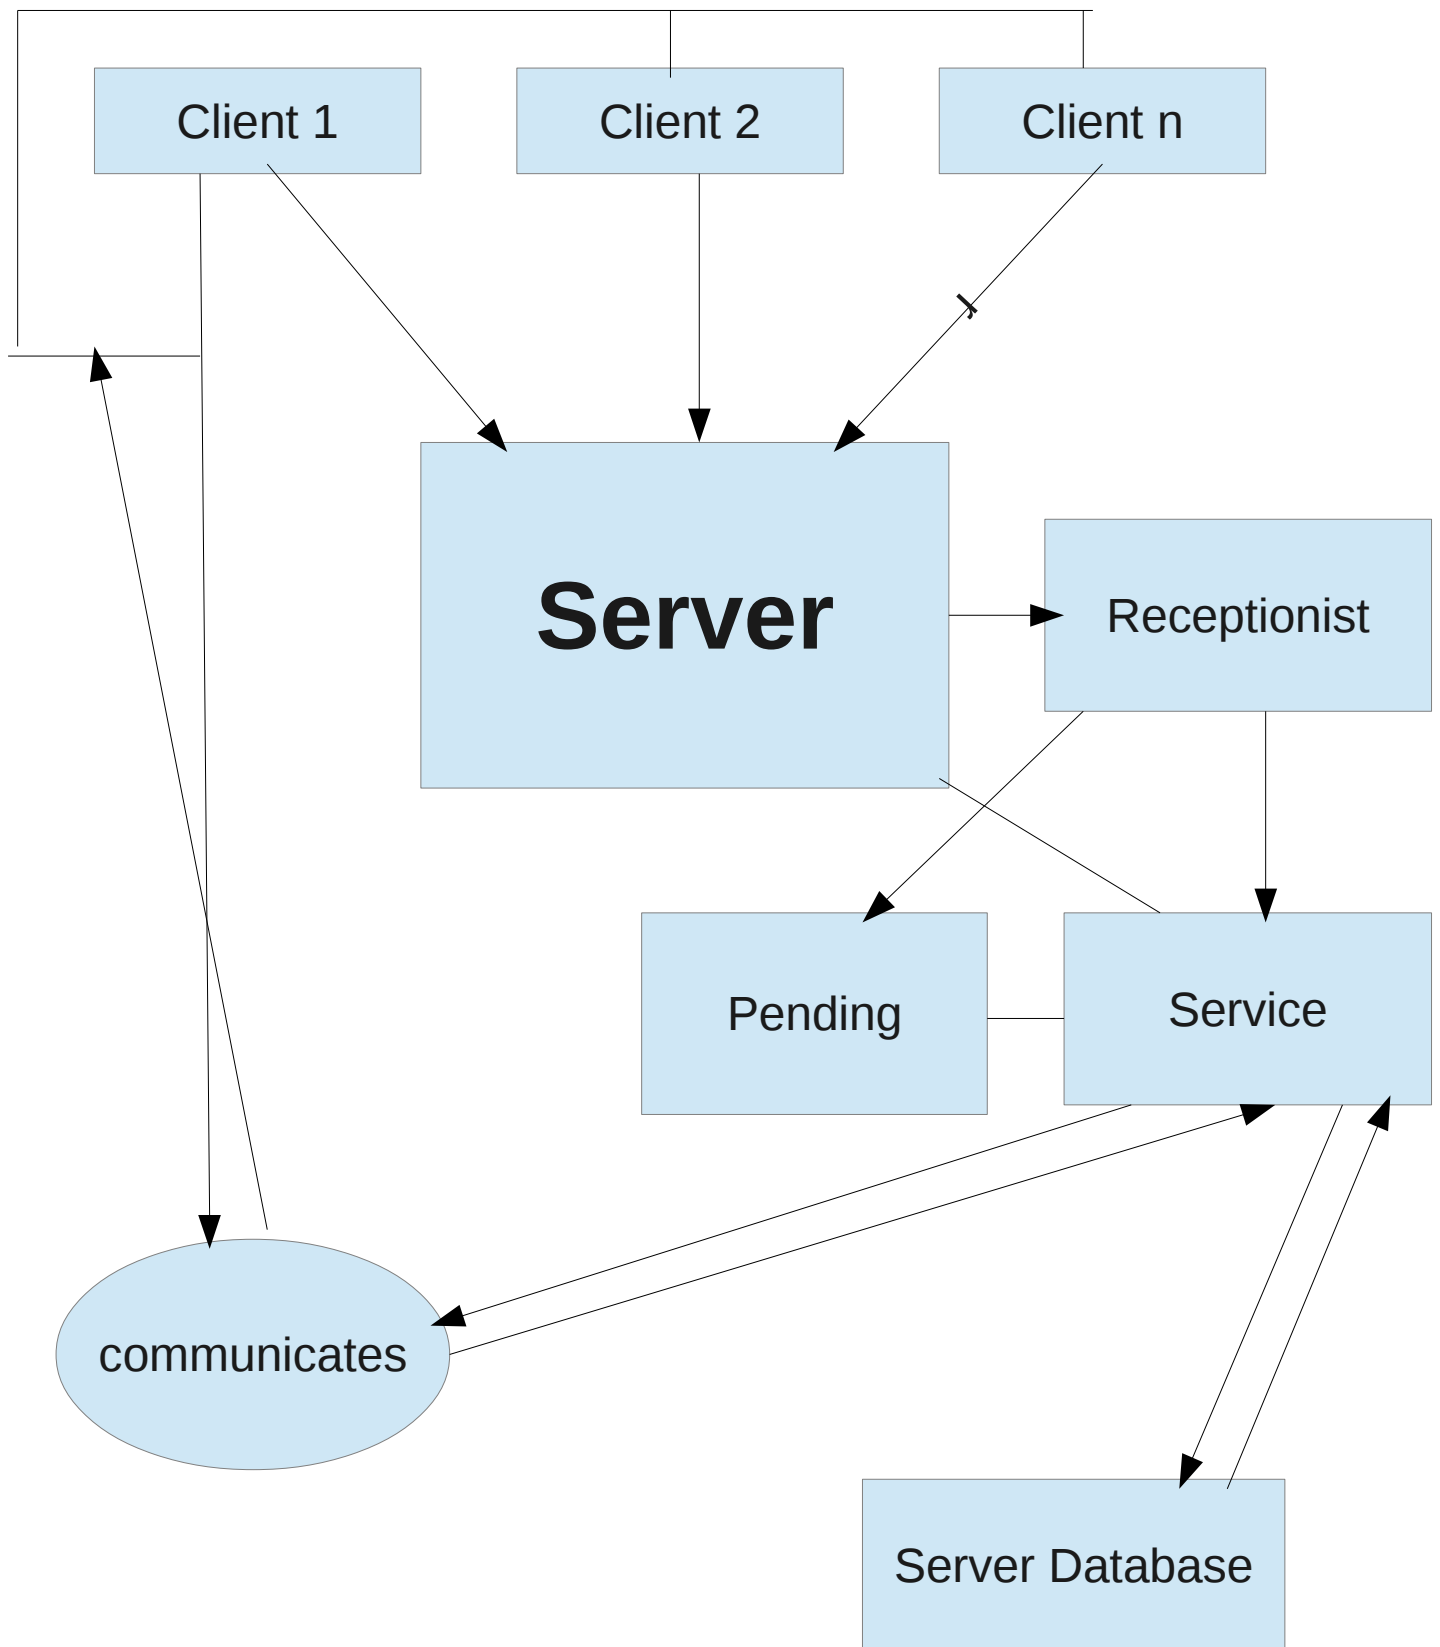 Client 1
Client 2
Client n
Server
Receptionist
Pending
Service
communicates
Server Database